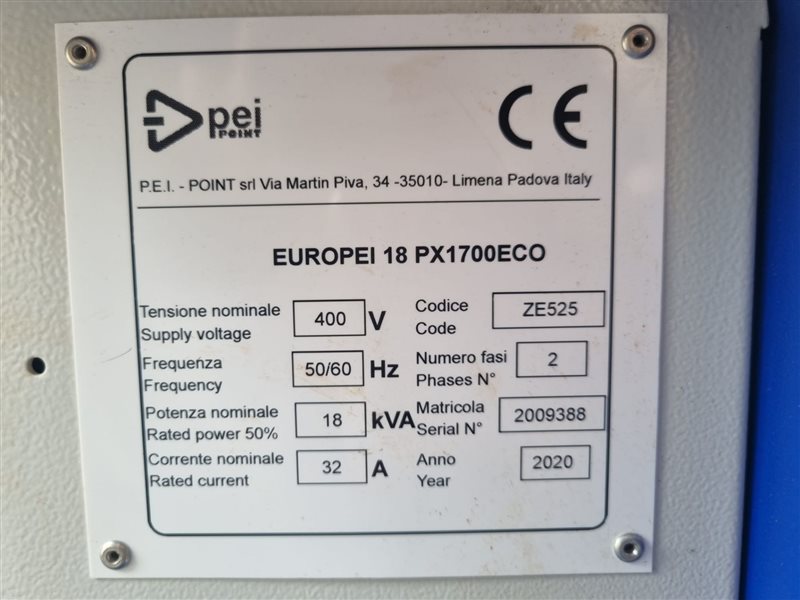 pei
POINT
CE
P.E.I. - POINT srl Via Martin Piva, 34 -35010- Limena Padova Italy
EUROPEI 18 PX1700ECO
Tensione nominale
Supply voltage
400 V
Codice
Code
ZE525
Frequenza
Frequency
50/60 Hz
Numero fasi
Phases N°
2
Potenza nominale
Rated power 50%
18 kVA
Matricola
Serial N°
2009388
Corrente nominale
Rated current
32 A
Anno
Year
2020